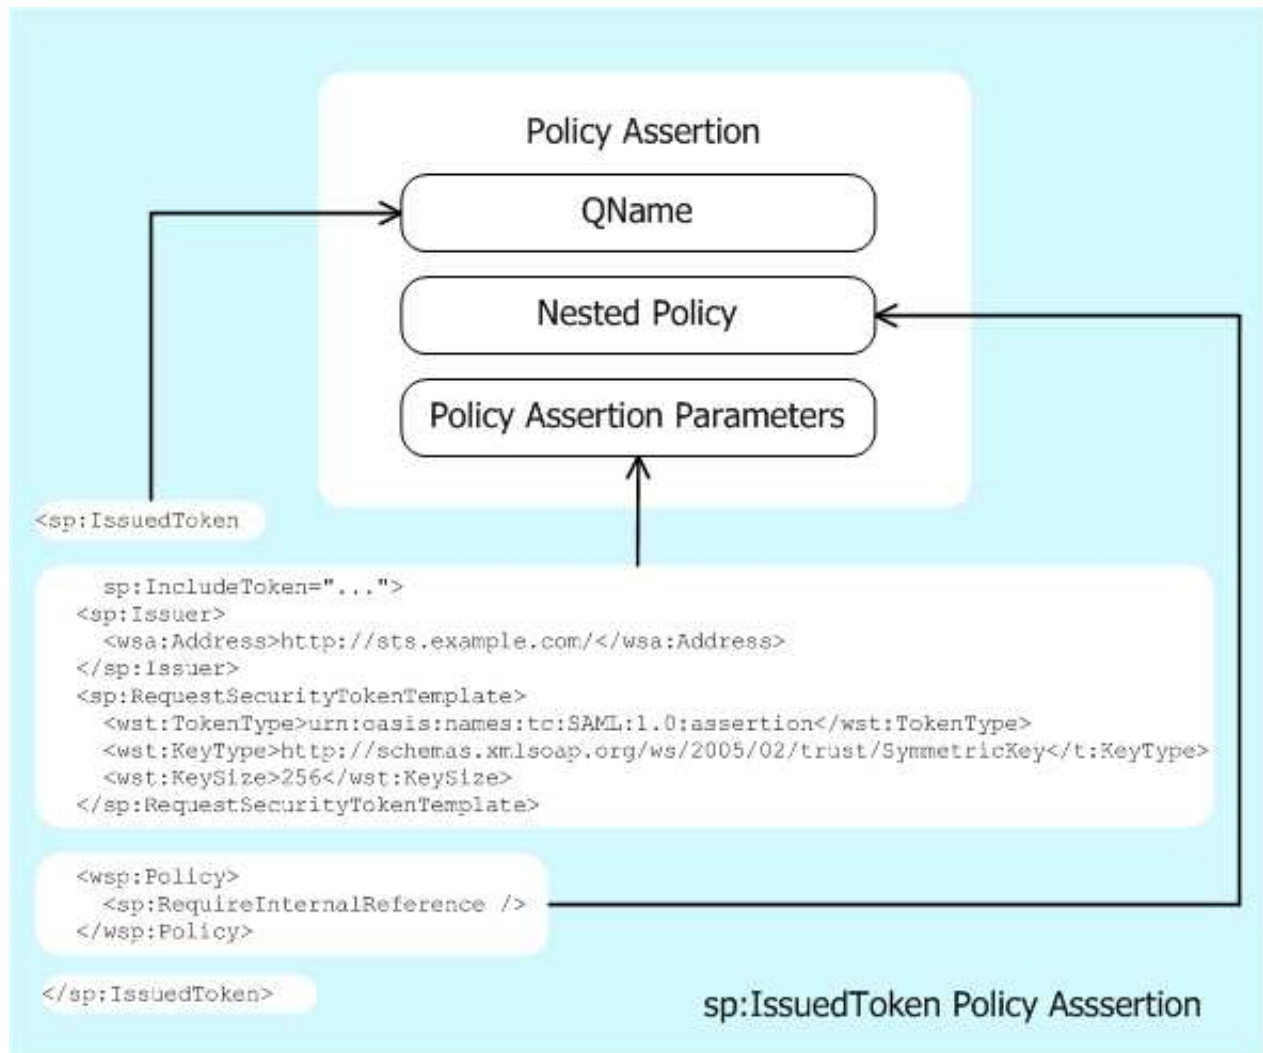 Policy Assertion
QName
Nested Policy
Policy Assertion Parameters
<sp:IssuedToken
sp:IncludeToken="...">
<sp:Issuer>
<wsa:Address>http://sts.example.com/</wsa:Address>
</sp:Issuer>
<sp:RequestSecurityTokenTemplate>
<wst:TokenType>urn:oasis:names:tc:SAML:1.0:assertion</wst:TokenType>
<wst:KeyType>http://schemas.xmlsoap.org/ws/2005/02/trust/SymmetricKey</t:KeyType>
<wst:KeySize>256</wst:KeySize>
</sp:RequestSecurityTokenTemplate>
<wsp:Policy>
<sp:RequireInternalReference />
</wsp:Policy>
</sp:IssuedToken>
sp:IssuedToken Policy Asssertion